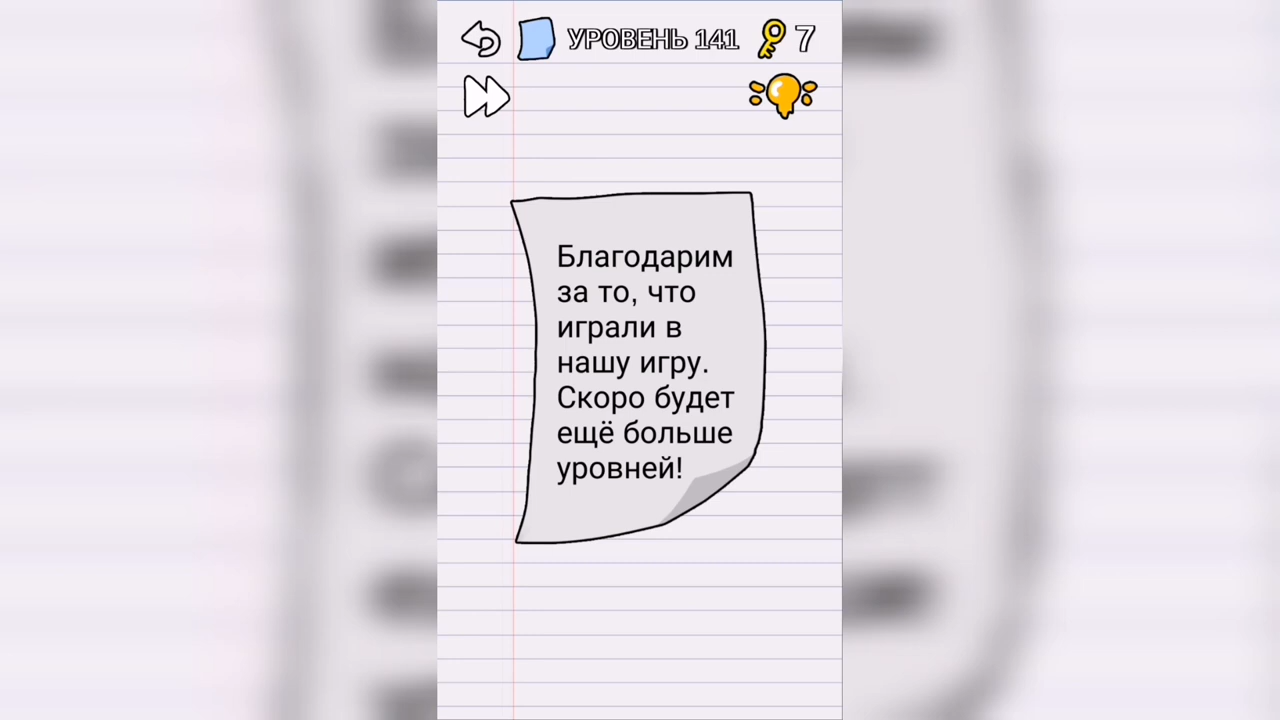 УРОВЕНЬ 141
7
Благодарим
за то, что
играли в
нашу игру.
Скоро будет
ещё больше
уровней!